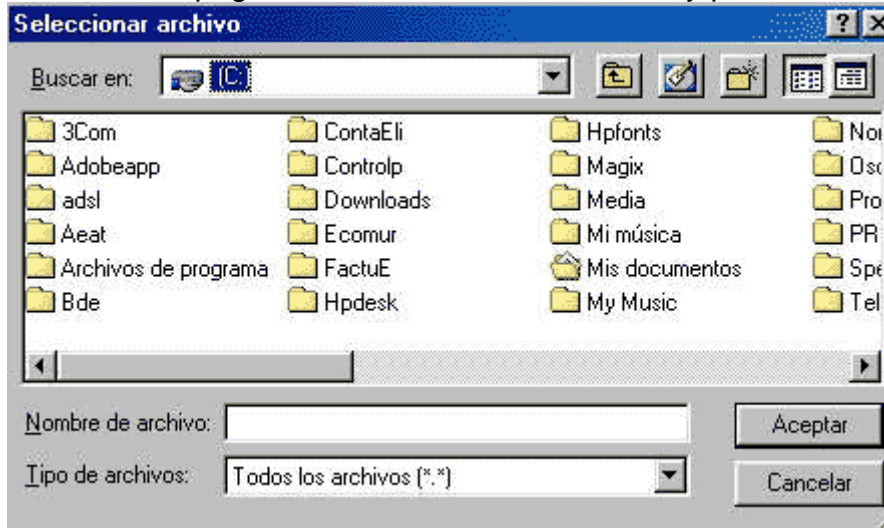 Seleccionar archivo
Buscar en: (C:)
3Com ContaEli Hpfonts
Adobeapp Controlp Magix
adsl Downloads Media
Aeat Ecomur Mi música PR
Archivos de programa FactuE Mis documentos
Bde Hpdesk My Music
Nombre de archivo: Aceptar
Tipo de archivos: Todos los archivos (*.*) Cancelar